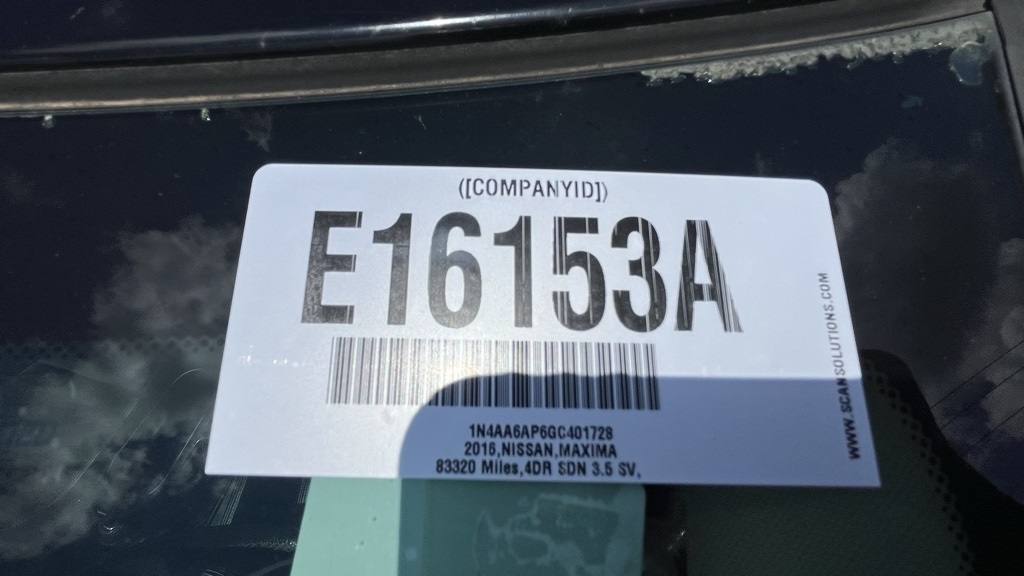 ([COMPANYID])
E16153A
1N4AA6AP6GC401728
2016,NISSAN,MAXIMA
83320 Miles,4DR SDN 3.5 SV,
WWW.SCANSOLUTIONS.COM